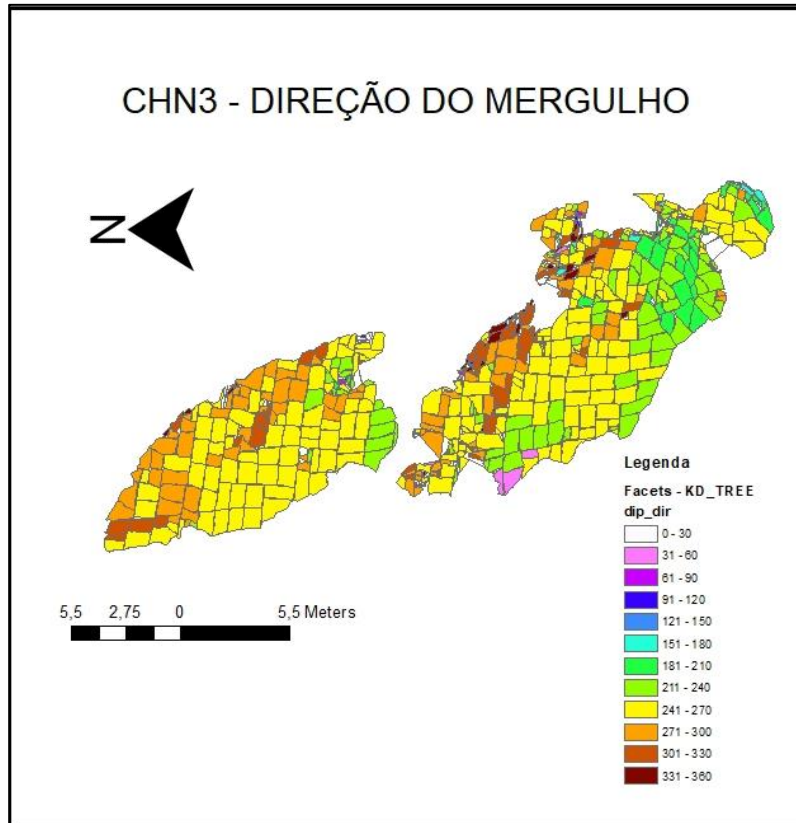 CHN3 - DIREÇÃO DO MERGULHO
N
Legenda
Facets - KD_TREE
dip_dir
0 - 30
31 - 60
61 - 90
91 - 120
121 - 150
151 - 180
181 - 210
211 - 240
241 - 270
271 - 300
301 - 330
331 - 360
5,5 2,75 0 5,5 Meters